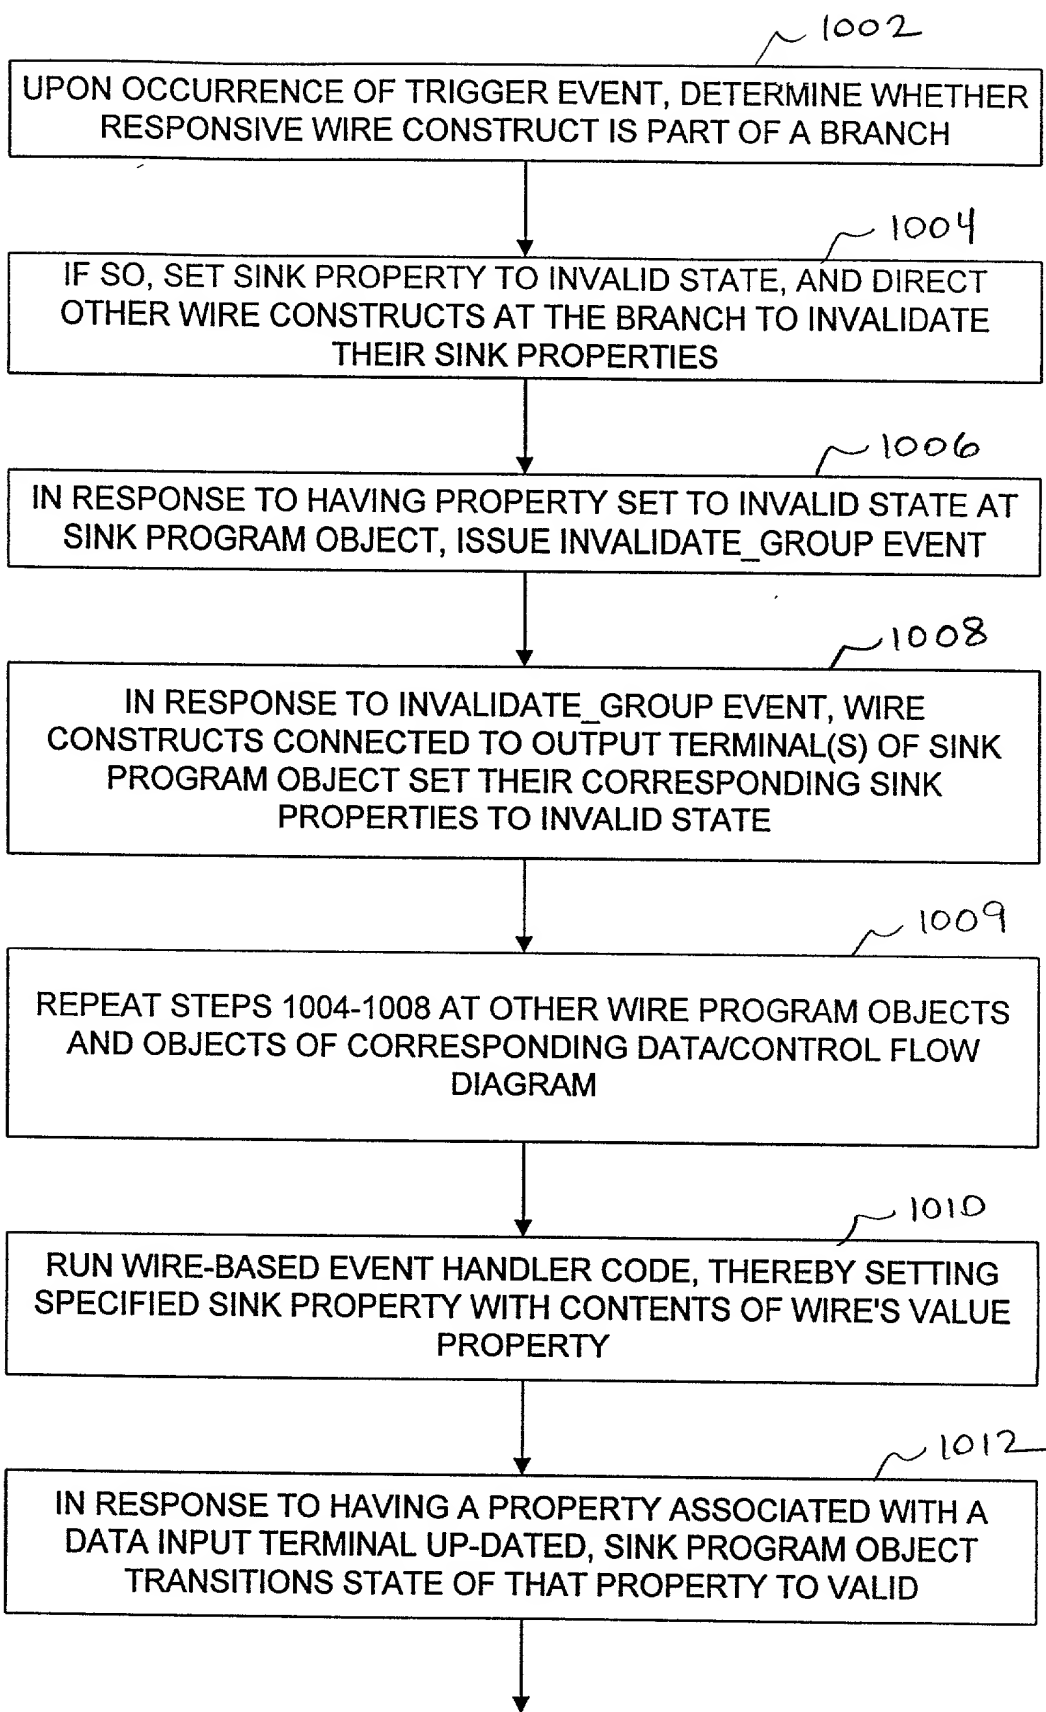 1002
UPON OCCURRENCE OF TRIGGER EVENT, DETERMINE WHETHER
RESPONSIVE WIRE CONSTRUCT IS PART OF A BRANCH
1004
IF SO, SET SINK PROPERTY TO INVALID STATE, AND DIRECT
OTHER WIRE CONSTRUCTS AT THE BRANCH TO INVALIDATE
THEIR SINK PROPERTIES
1006
IN RESPONSE TO HAVING PROPERTY SET TO INVALID STATE AT
SINK PROGRAM OBJECT, ISSUE INVALIDATE_GROUP EVENT
1008
IN RESPONSE TO INVALIDATE_GROUP EVENT, WIRE
CONSTRUCTS CONNECTED TO OUTPUT TERMINAL(S) OF SINK
PROGRAM OBJECT SET THEIR CORRESPONDING SINK
PROPERTIES TO INVALID STATE
1009
REPEAT STEPS 1004-1008 AT OTHER WIRE PROGRAM OBJECTS
AND OBJECTS OF CORRESPONDING DATA/CONTROL FLOW
DIAGRAM
1010
RUN WIRE-BASED EVENT HANDLER CODE, THEREBY SETTING
SPECIFIED SINK PROPERTY WITH CONTENTS OF WIRE'S VALUE
PROPERTY
1012
IN RESPONSE TO HAVING A PROPERTY ASSOCIATED WITH A
DATA INPUT TERMINAL UP-DATED, SINK PROGRAM OBJECT
TRANSITIONS STATE OF THAT PROPERTY TO VALID